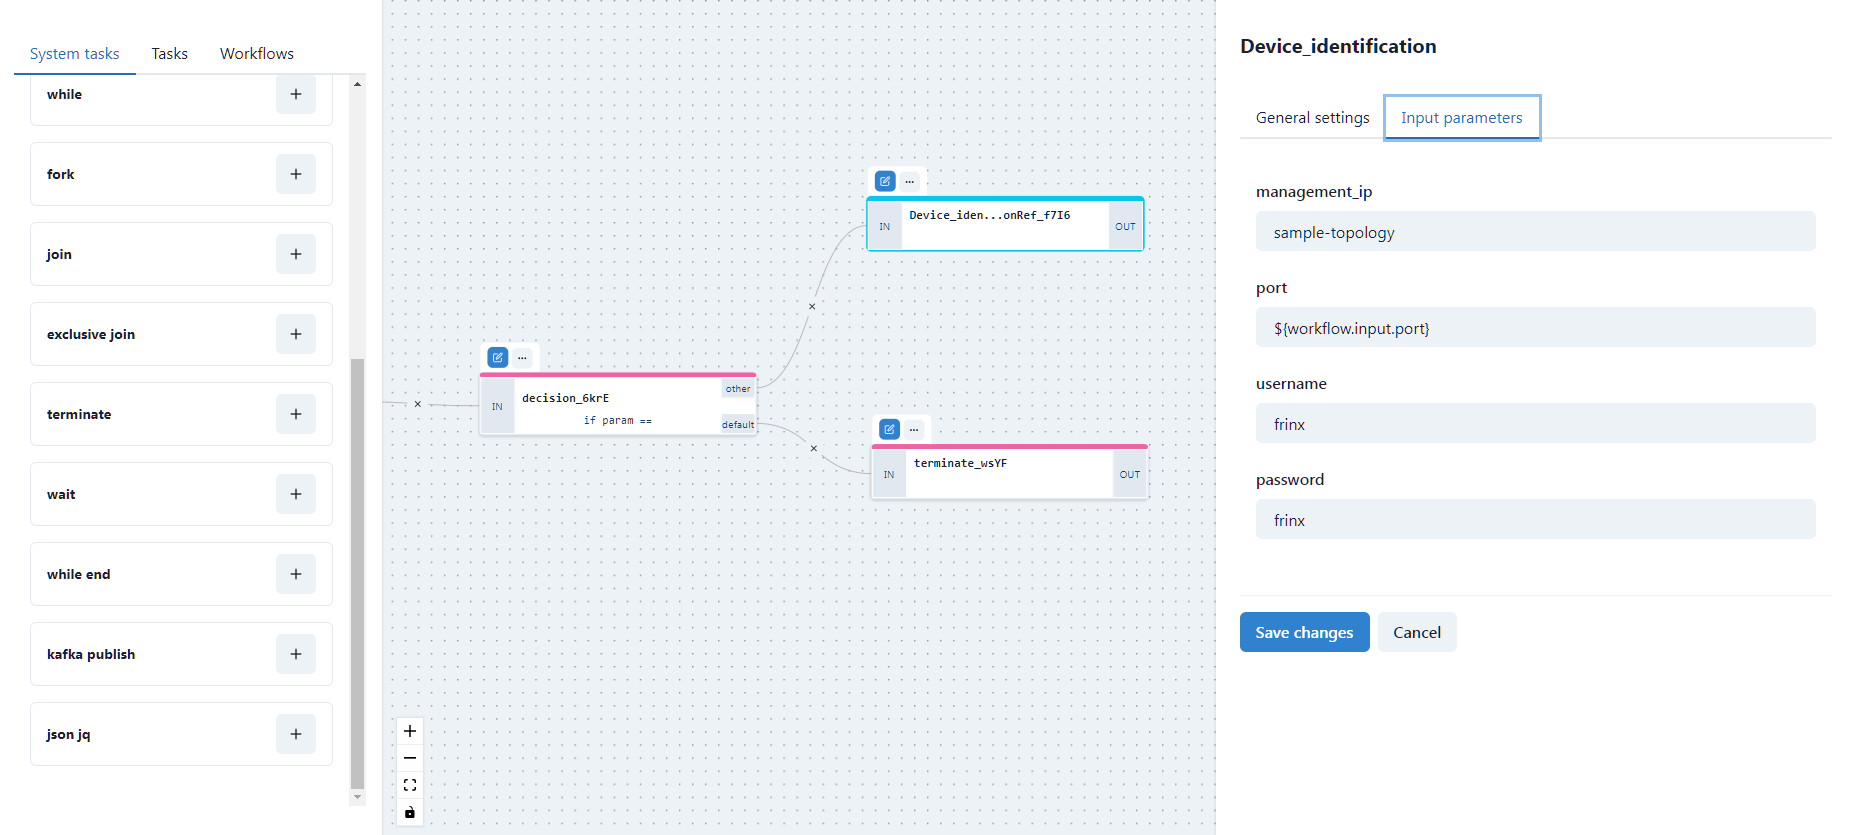 System tasks
Tasks
Workflows
while
+
fork
+
join
+
exclusive join
+
terminate
+
wait
+
while end
+
kafka publish
+
json jq
+
Device_iden...onRef_f7I6
IN
OUT
decision_6krE
IN
if param ==
other
default
terminate_wsYF
IN
OUT
Device_identification
General settings
Input parameters
management_ip
sample-topology
port
${workflow.input.port}
username
frinx
password
frinx
Save changes
Cancel